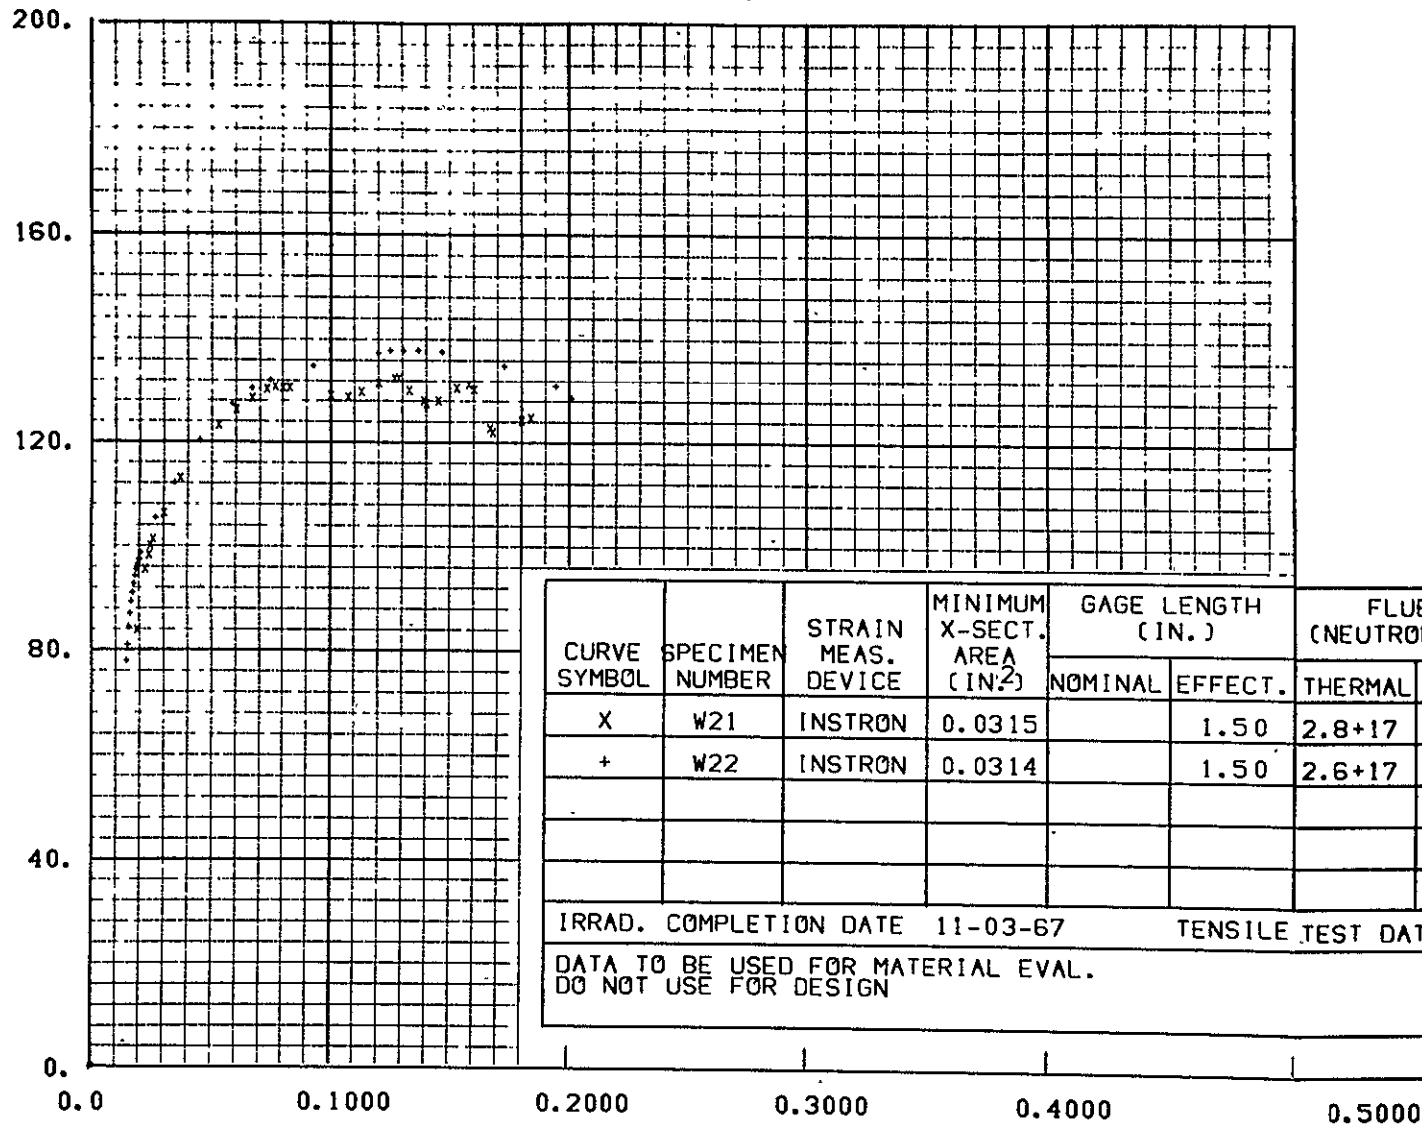 200.
160.
120.
80.
40.
0.
0.0 0.1000 0.2000 0.3000 0.4000 0.5000
CURVE SYMBOL SPECIMEN NUMBER STRAIN MEAS. DEVICE MINIMUM X-SECT. AREA (IN.2) GAGE LENGTH (IN.) NOMINAL EFFECT. THERMAL
X W21 INSTRON 0.0315 1.50 2.8+17
+ W22 INSTRON 0.0314 1.50 2.6+17
IRRAD. COMPLETION DATE 11-03-67 TENSILE TEST DAT
DATA TO BE USED FOR MATERIAL EVAL.
DO NOT USE FOR DESIGN